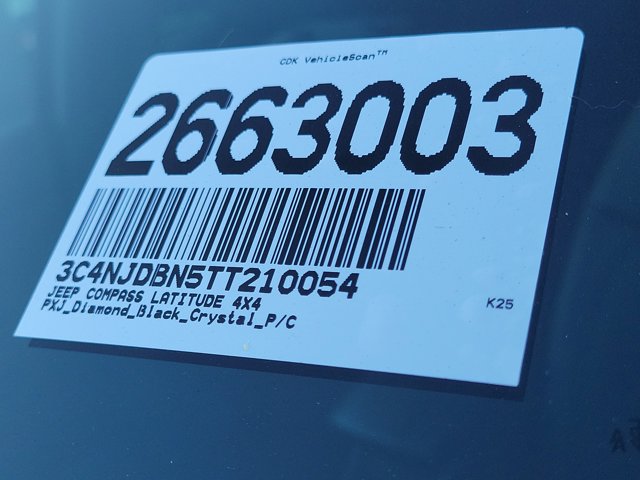 CDK VehicleScan™
2663003
3C4NJDBN5TT210054
JEEP COMPASS LATITUDE 4X4
PXJ_Diamond_Black_Crystal_P/C
K25